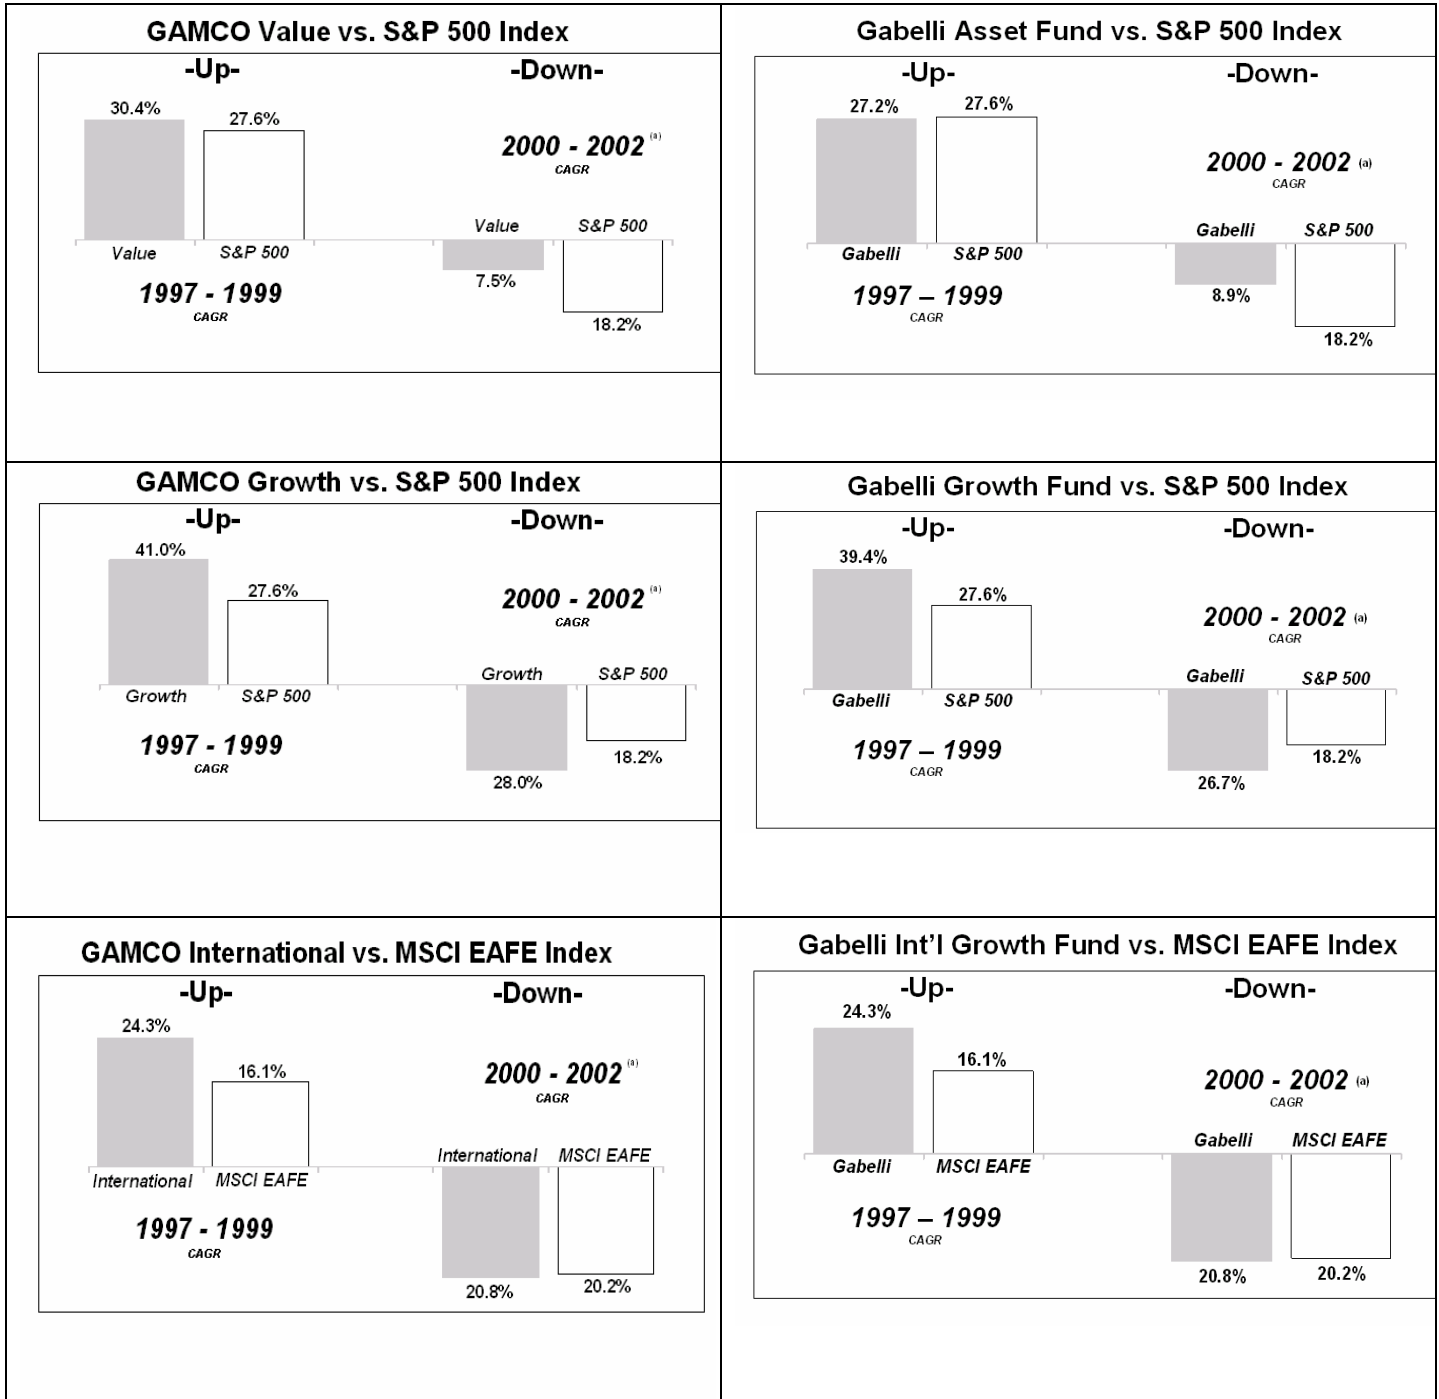 GAMCO Value vs. S&P 500 Index
-Up-
-Down-
30.4%
27.6%
2000 - 2002 (a)
CAGR
Value
S&P 500
Value
S&P 500
7.5%
18.2%
1997 - 1999
CAGR
Gabelli Asset Fund vs. S&P 500 Index
-Up-
-Down-
27.2%
27.6%
2000 - 2002 (a)
CAGR
Gabelli
S&P 500
Gabelli
S&P 500
8.9%
18.2%
1997 – 1999
CAGR
GAMCO Growth vs. S&P 500 Index
-Up-
-Down-
41.0%
27.6%
2000 - 2002 (a)
CAGR
Growth
S&P 500
Growth
S&P 500
1997 - 1999
CAGR
18.2%
28.0%
Gabelli Growth Fund vs. S&P 500 Index
-Up-
-Down-
39.4%
27.6%
2000 - 2002 (a)
CAGR
Gabelli
S&P 500
Gabelli
S&P 500
1997 – 1999
CAGR
18.2%
26.7%
GAMCO International vs. MSCI EAFE Index
-Up-
-Down-
24.3%
16.1%
2000 - 2002 (a)
CAGR
International
MSCI EAFE
International
MSCI EAFE
1997 - 1999
CAGR
20.8%
20.2%
Gabelli Int’l Growth Fund vs. MSCI EAFE Index
-Up-
-Down-
24.3%
16.1%
2000 - 2002 (a)
CAGR
Gabelli
MSCI EAFE
Gabelli
MSCI EAFE
1997 – 1999
CAGR
20.8%
20.2%